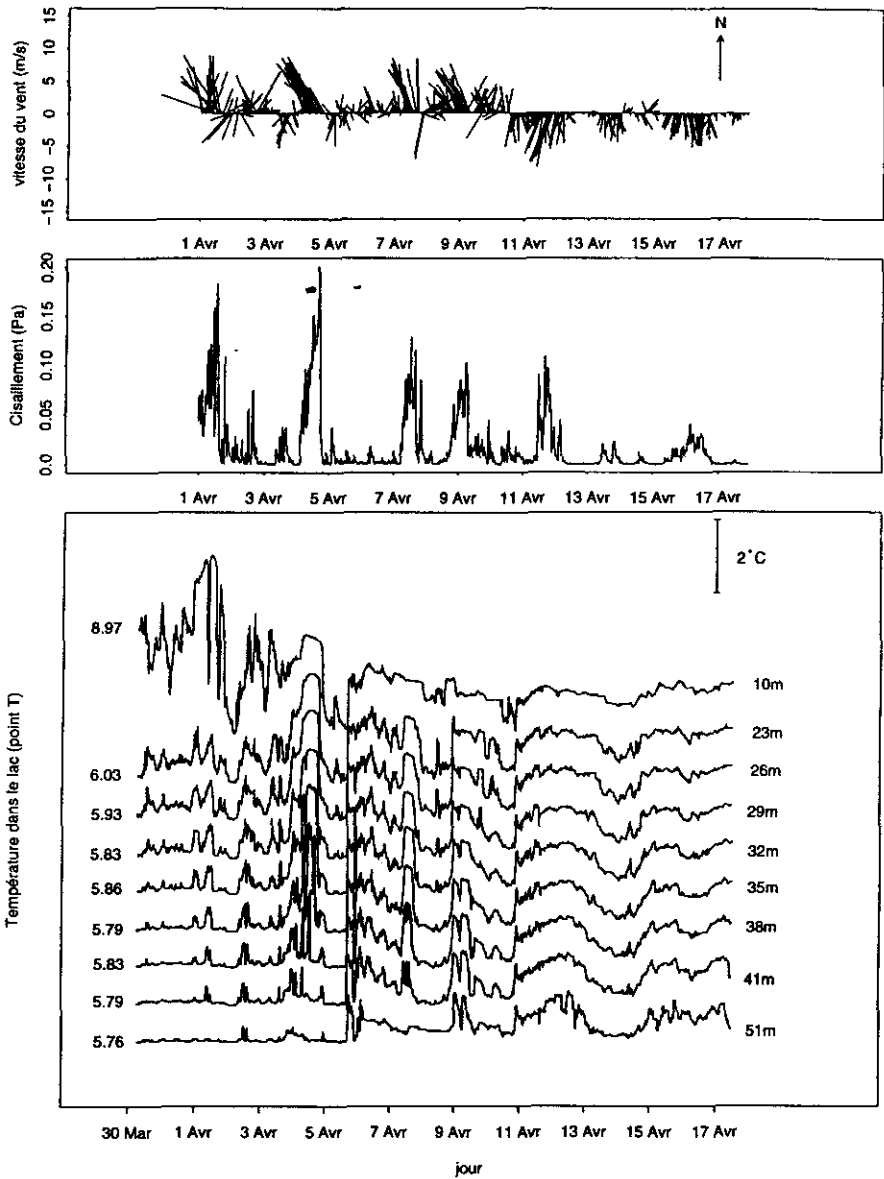 vitesse du vent (m/s)
15
10
5
0
−5
−10
−15
N
1 Avr 3 Avr 5 Avr 7 Avr 9 Avr 11 Avr 13 Avr 15 Avr 17 Avr
Cisaillement (Pa)
0.20
0.15
0.10
0.05
0.0
1 Avr 3 Avr 5 Avr 7 Avr 9 Avr 11 Avr 13 Avr 15 Avr 17 Avr
Température dans le lac (point T)
2°C
8.97
6.03
5.93
5.83
5.86
5.79
5.83
5.79
5.76
10m
23m
26m
29m
32m
35m
38m
41m
51m
30 Mar 1 Avr 3 Avr 5 Avr 7 Avr 9 Avr 11 Avr 13 Avr 15 Avr 17 Avr
jour